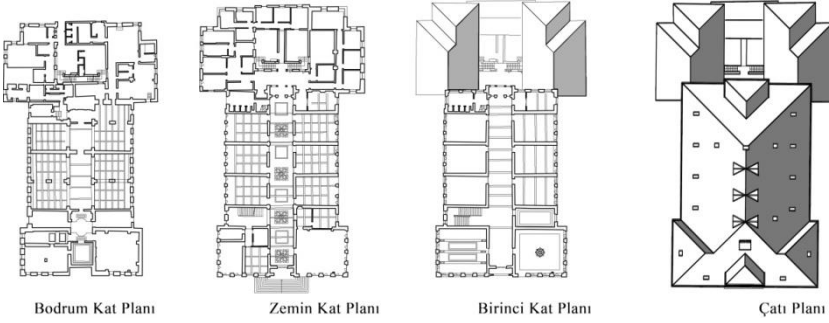 Bodrum Kat Planı
Zemin Kat Planı
Birinci Kat Planı
Çatı Planı